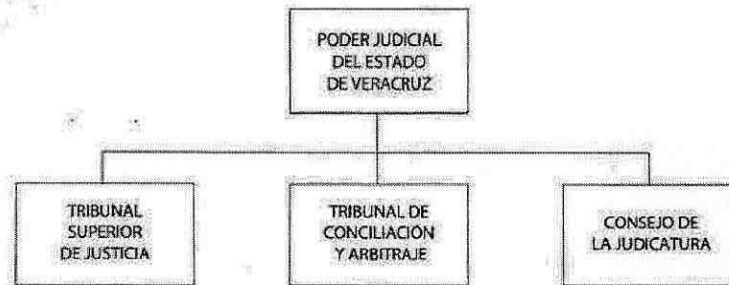 PODER JUDICIAL
DEL ESTADO
DE VERACRUZ
TRIBUNAL
SUPERIOR
DE JUSTICIA
TRIBUNAL DE
CONCILIACIÓN
Y ARBITRAJE
CONSEJO DE
LA JUDICATURA